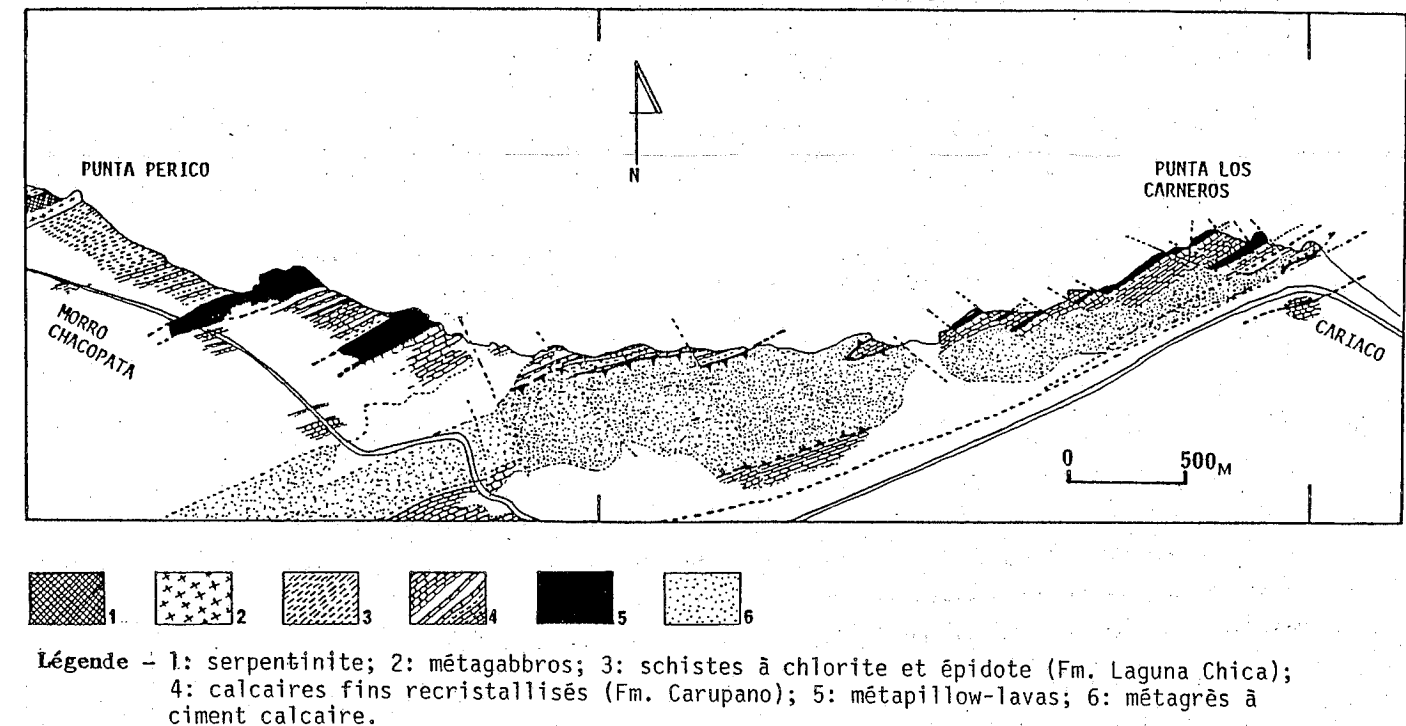 PUNTA PERICO
N
PUNTA LOS
CARNEROS
MORRO
CHACOPATA
CARIACO
0 500M
1 2 3 4 5 6
Légende - 1: serpentinite; 2: métagabbros; 3: schistes à chlorite et épidote (Fm. Laguna Chica);
4: calcaires fins recristallisés (Fm. Carupano); 5: métapillow-lavas; 6: métagrès à
ciment calcaire.